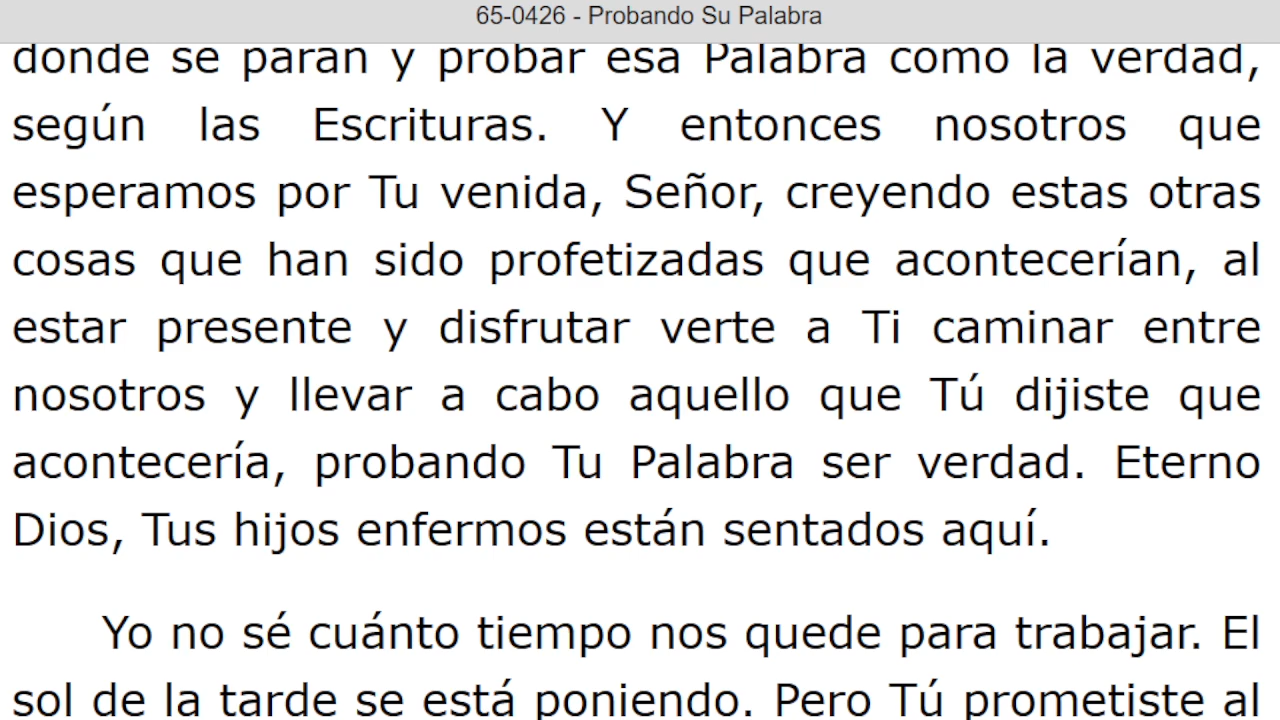 65-0426 - Probando Su Palabra
donde se paran y probar esa Palabra como la verdad,
según las Escrituras. Y entonces nosotros que
esperamos por Tu venida, Señor, creyendo estas otras
cosas que han sido profetizadas que acontecerían, al
estar presente y disfrutar verte a Ti caminar entre
nosotros y llevar a cabo aquello que Tú dijiste que
acontecería, probando Tu Palabra ser verdad. Eterno
Dios, Tus hijos enfermos están sentados aquí.
Yo no sé cuánto tiempo nos quede para trabajar. El
sol de la tarde se está poniendo. Pero Tú prometiste al